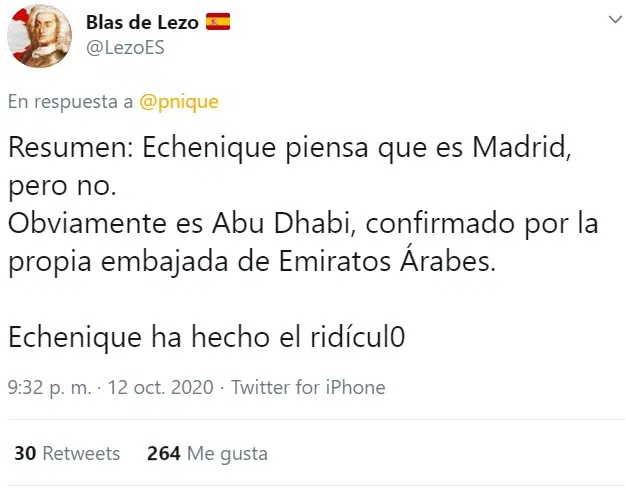 Blas de Lezo 🇪🇸
@LezoES
En respuesta a @pnique
Resumen: Echenique piensa que es Madrid,
pero no.
Obviamente es Abu Dhabi, confirmado por la
propia embajada de Emiratos Árabes.
Echenique ha hecho el ridícul0
9:32 p. m. · 12 oct. 2020 · Twitter for iPhone
30 Retweets 264 Me gusta